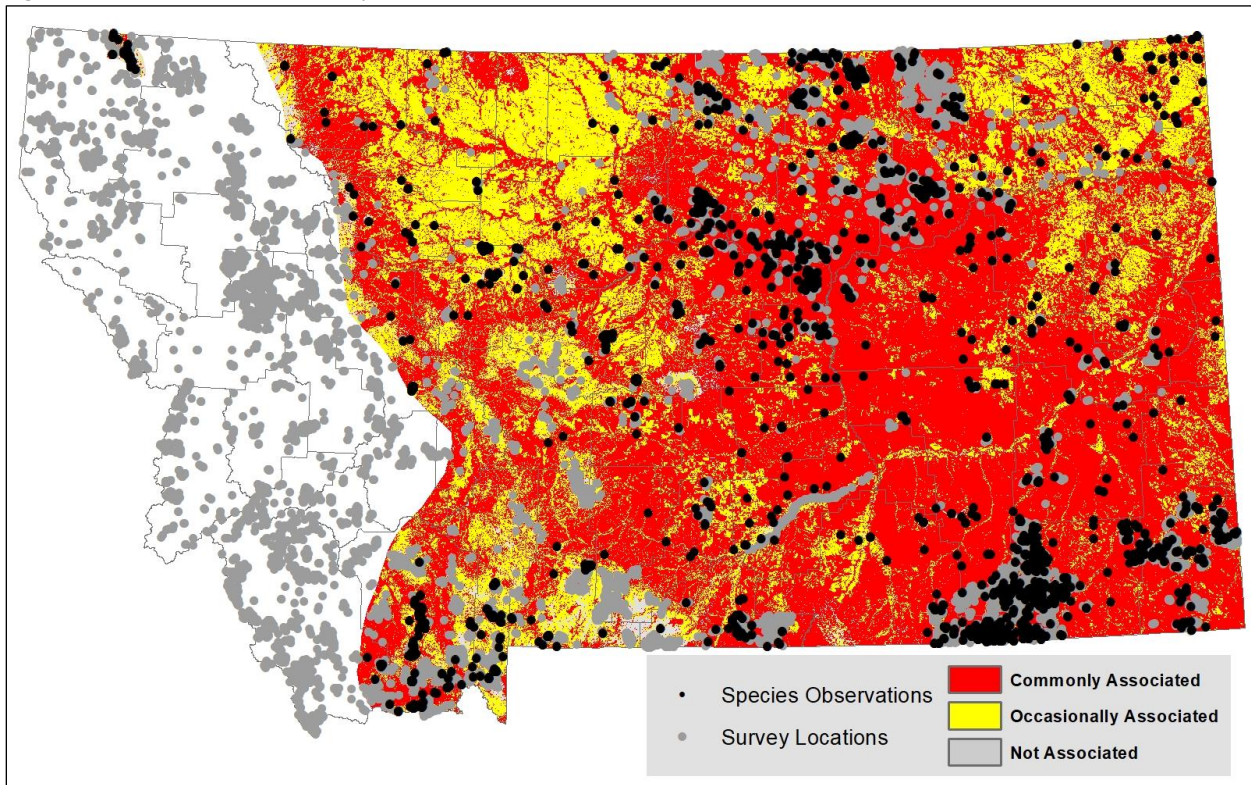 Species Observations
Survey Locations
Commonly Associated
Occasionally Associated
Not Associated